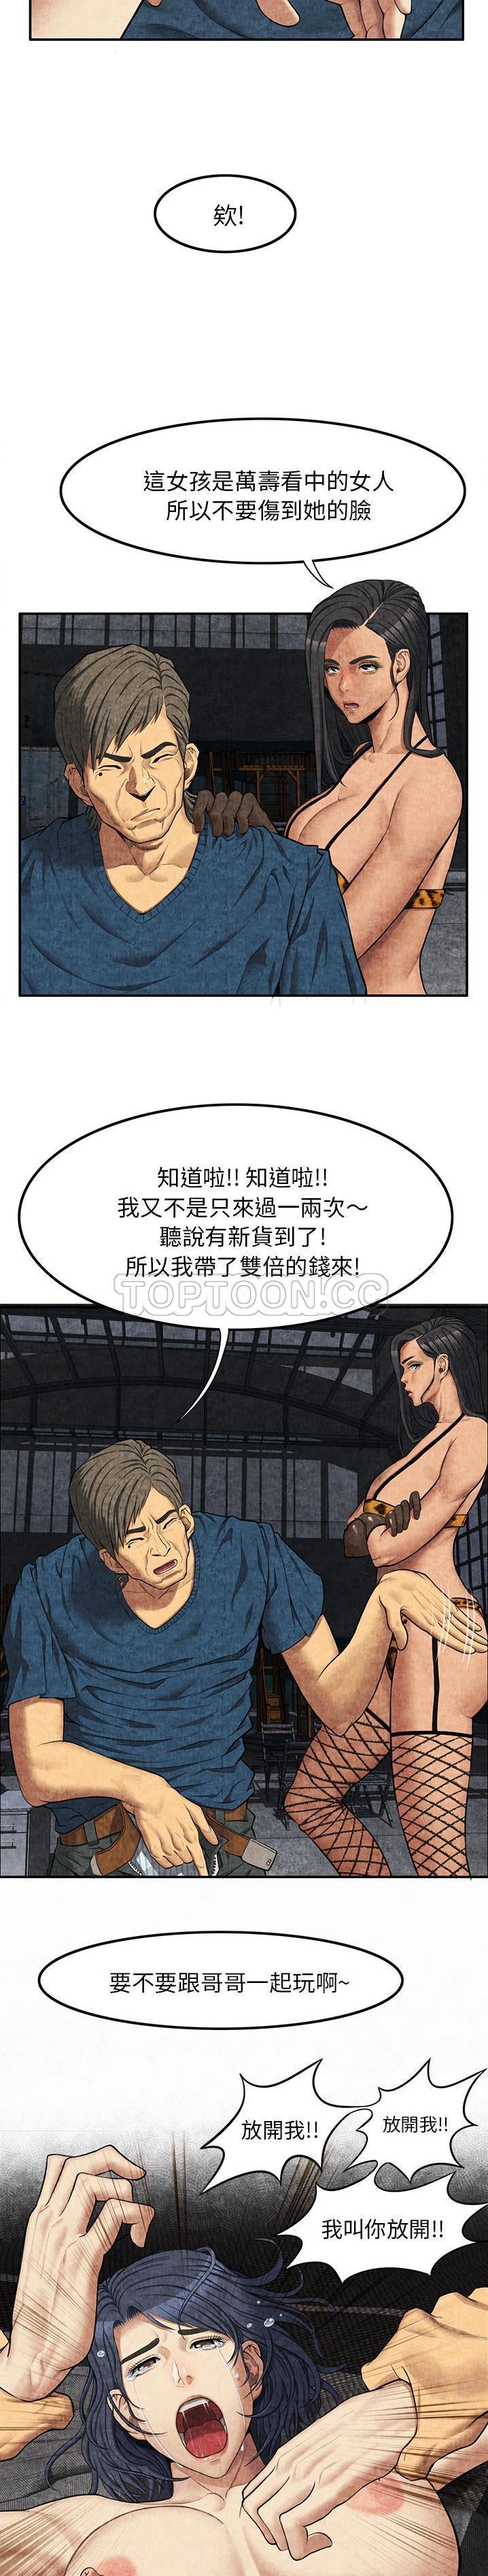 欸!
這女孩是萬壽看中的女人
所以不要傷到她的臉
知道啦!! 知道啦!!
我又不是只來過一兩次～
聽說有新貨到了!
所以我帶了雙倍的錢來!
TOPTOON.CC
要不要跟哥哥一起玩啊~
放開我!!
放開我!!
我叫你放開!!